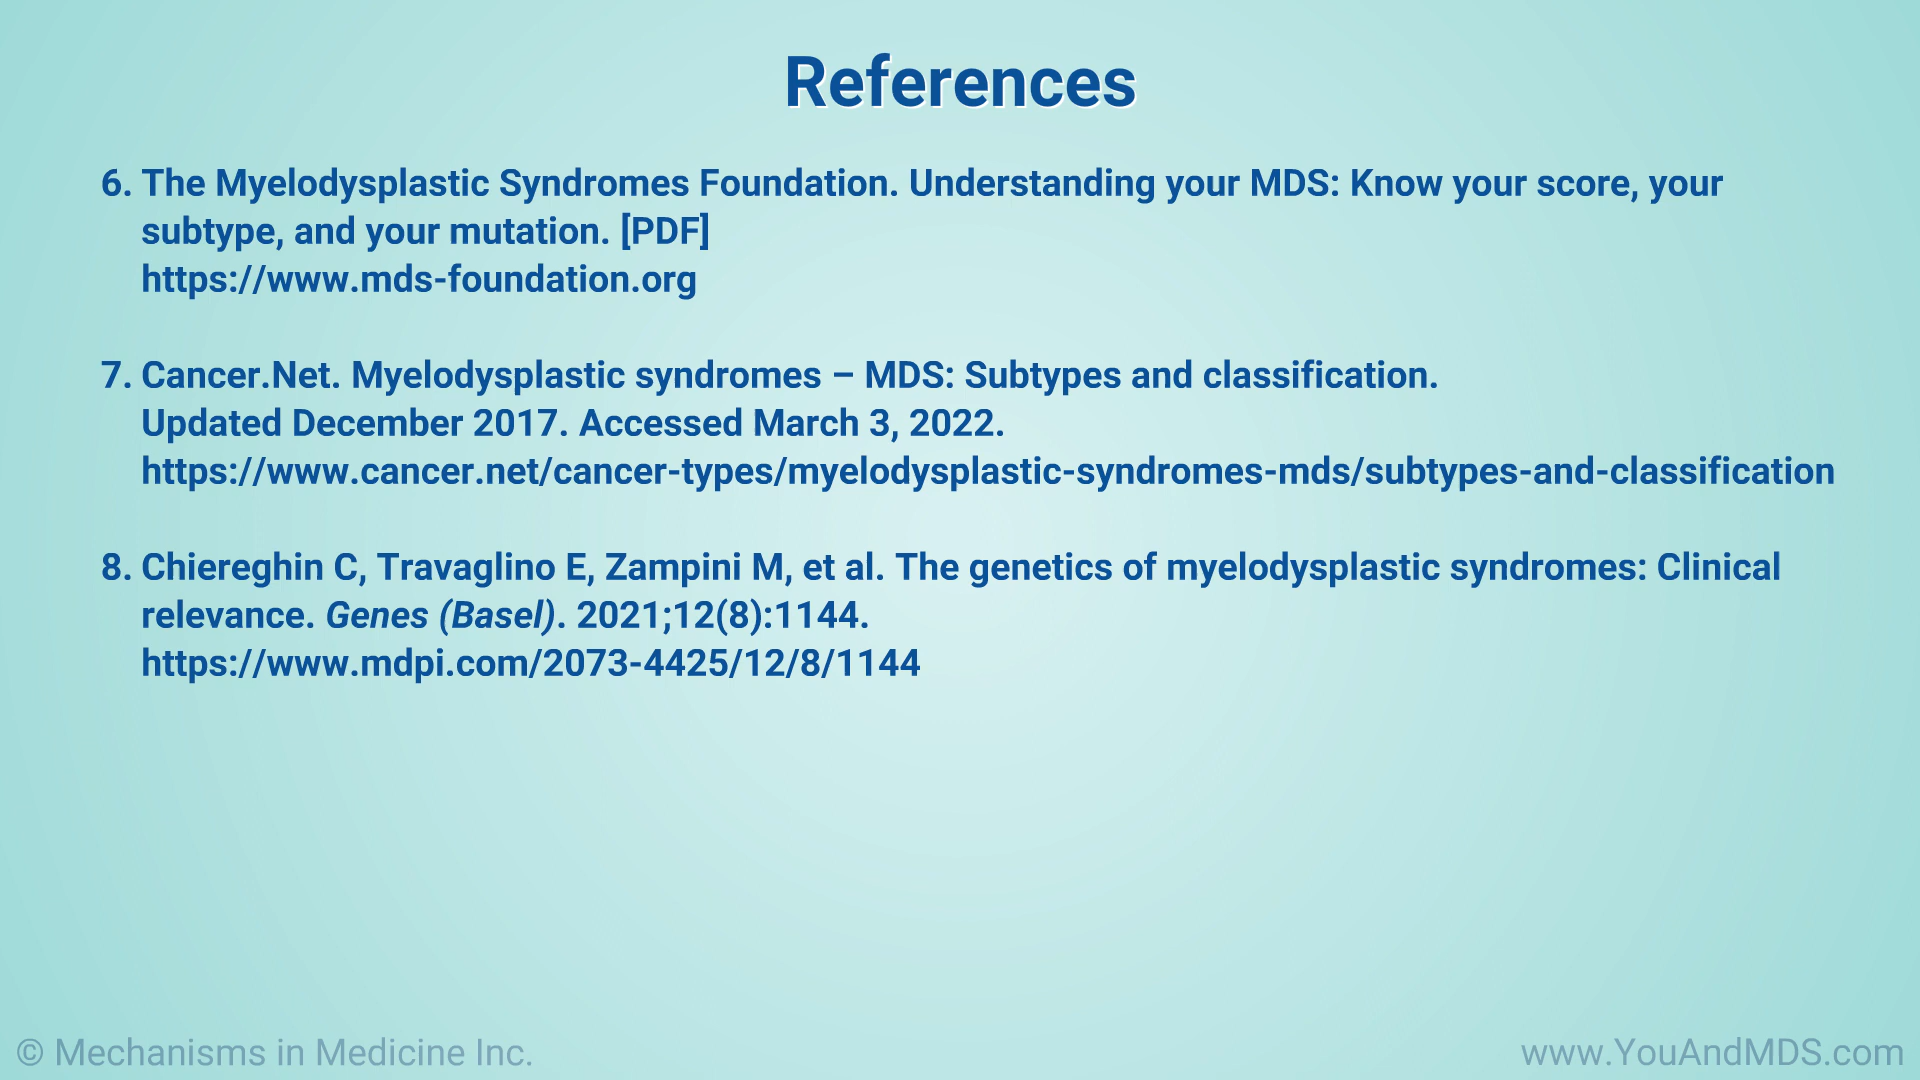 References
6. The Myelodysplastic Syndromes Foundation. Understanding your MDS: Know your score, your
subtype, and your mutation. [PDF]
https://www.mds-foundation.org
7. Cancer.Net. Myelodysplastic syndromes – MDS: Subtypes and classification.
Updated December 2017. Accessed March 3, 2022.
https://www.cancer.net/cancer-types/myelodysplastic-syndromes-mds/subtypes-and-classification
8. Chiereghin C, Travaglino E, Zampini M, et al. The genetics of myelodysplastic syndromes: Clinical
relevance. Genes (Basel). 2021;12(8):1144.
https://www.mdpi.com/2073-4425/12/8/1144
© Mechanisms in Medicine Inc.
www.YouAndMDS.com